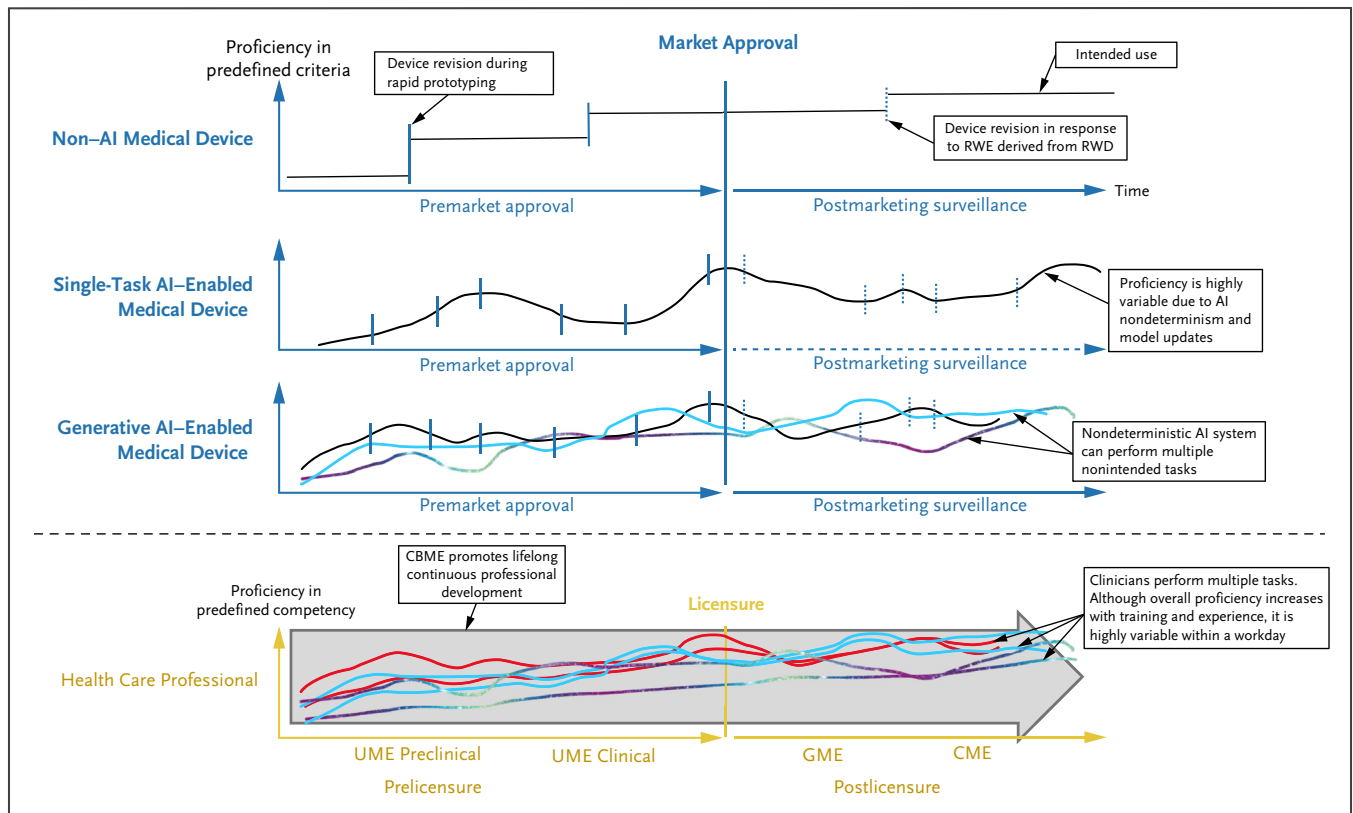 Proficiency in
predefined criteria
Market Approval
Device revision during
rapid prototyping
Intended use
Non–AI Medical Device
Device revision in response
to RWE derived from RWD
Time
Premarket approval
Postmarketing surveillance
Single-Task AI–Enabled
Medical Device
Proficiency is highly
variable due to AI
nondeterminism and
model updates
Premarket approval
Postmarketing surveillance
Generative AI–Enabled
Medical Device
Nondeterministic AI system
can perform multiple
nonintended tasks
Premarket approval
Postmarketing surveillance
CBME promotes lifelong
continuous professional
development
Proficiency in
predefined competency
Licensure
Clinicians perform multiple tasks.
Although overall proficiency increases
with training and experience, it is
highly variable within a workday
Health Care Professional
UME Preclinical
UME Clinical
GME
CME
Prelicensure
Postlicensure